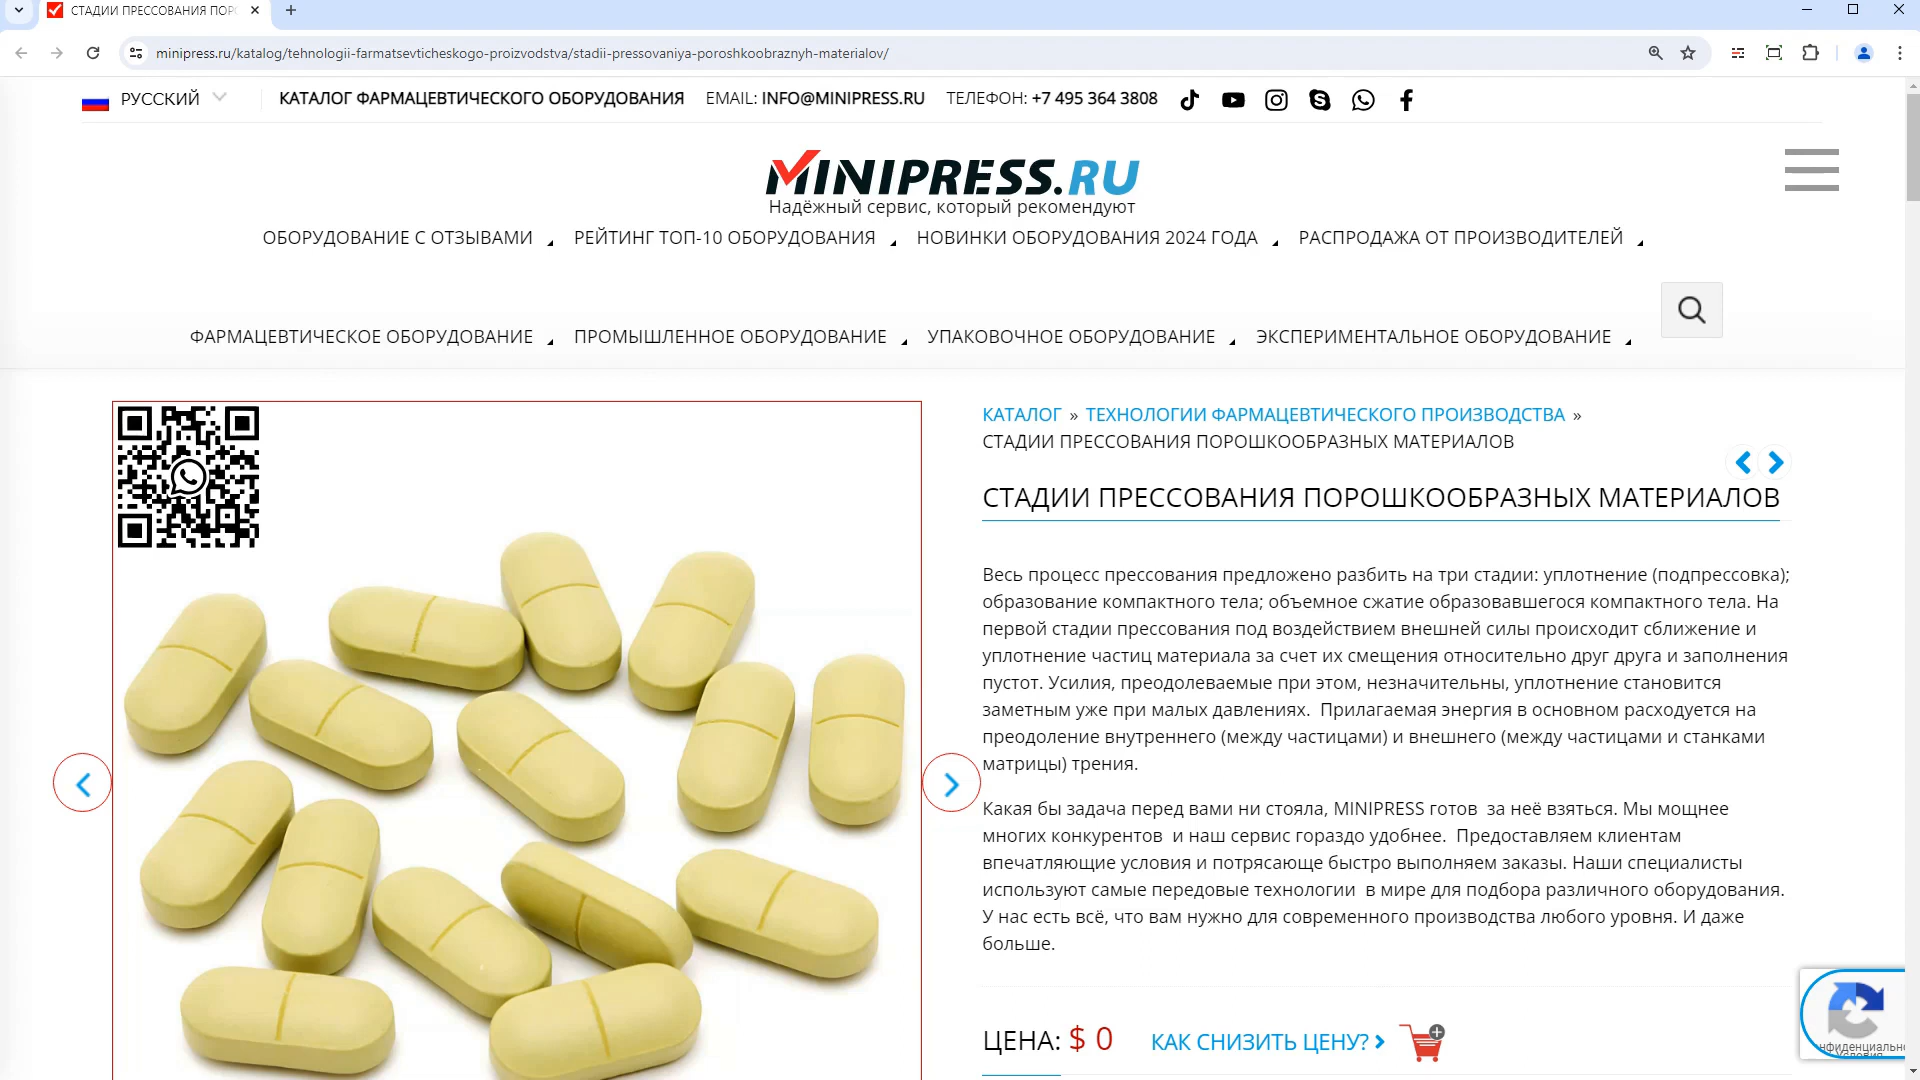 СТАДИИ ПРЕССОВАНИЯ ПОР
minipress.ru/katalog/tehnologii-farmatsevticheskogo-proizvodstva/stadii-pressovaniya-poroshkoobraznyh-materialov/
РУССКИЙ
КАТАЛОГ ФАРМАЦЕВТИЧЕСКОГО ОБОРУДОВАНИЯ
EMAIL: INFO@MINIPRESS.RU
ТЕЛЕФОН: +7 495 364 3808
MINIPRESS.RU
Надёжный сервис, который рекомендуют
ОБОРУДОВАНИЕ С ОТЗЫВАМИ
РЕЙТИНГ ТОП-10 ОБОРУДОВАНИЯ
НОВИНКИ ОБОРУДОВАНИЯ 2024 ГОДА
РАСПРОДАЖА ОТ ПРОИЗВОДИТЕЛЕЙ
ФАРМАЦЕВТИЧЕСКОЕ ОБОРУДОВАНИЕ
ПРОМЫШЛЕННОЕ ОБОРУДОВАНИЕ
УПАКОВОЧНОЕ ОБОРУДОВАНИЕ
ЭКСПЕРИМЕНТАЛЬНОЕ ОБОРУДОВАНИЕ
КАТАЛОГ » ТЕХНОЛОГИИ ФАРМАЦЕВТИЧЕСКОГО ПРОИЗВОДСТВА »
СТАДИИ ПРЕССОВАНИЯ ПОРОШКООБРАЗНЫХ МАТЕРИАЛОВ
СТАДИИ ПРЕССОВАНИЯ ПОРОШКООБРАЗНЫХ МАТЕРИАЛОВ
Весь процесс прессования предложено разбить на три стадии: уплотнение (подпрессовка);
образование компактного тела; объемное сжатие образовавшегося компактного тела. На
первой стадии прессования под воздействием внешней силы происходит сближение и
уплотнение частиц материала за счет их смещения относительно друг друга и заполнения
пустот. Усилия, преодолеваемые при этом, незначительны, уплотнение становится
заметным уже при малых давлениях. Прилагаемая энергия в основном расходуется на
преодоление внутреннего (между частицами) и внешнего (между частицами и станками
матрицы) трения.
Какая бы задача перед вами ни стояла, MINIPRESS готов за неё взяться. Мы мощнее
многих конкурентов и наш сервис гораздо удобнее. Предоставляем клиентам
впечатляющие условия и потрясающе быстро выполняем заказы. Наши специалисты
используют самые передовые технологии в мире для подбора различного оборудования.
У нас есть всё, что вам нужно для современного производства любого уровня. И даже
больше.
ЦЕНА: $ 0
КАК СНИЗИТЬ ЦЕНУ?